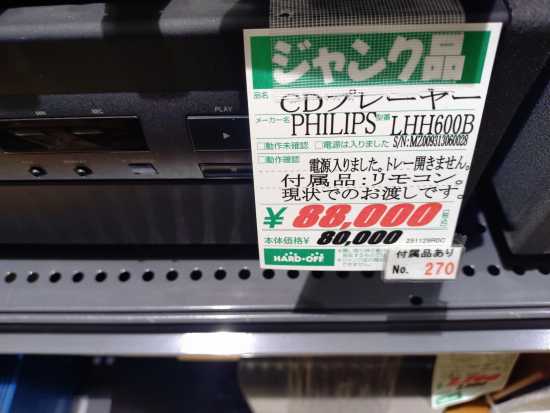 ジャンク品
品名 CDプレーヤー
メーカー名 PHILIPS 型番 LHH600B
S/N:MZ009313060028
□動作未確認 □電源は入りました
□動作確認
電源入りました。トレー開きません。
付属品:リモコン。
現状でのお渡しです。
¥ 88,000
本体価格¥ 80,000
HARD-OFF
付属品あり
No. 270
PLAY